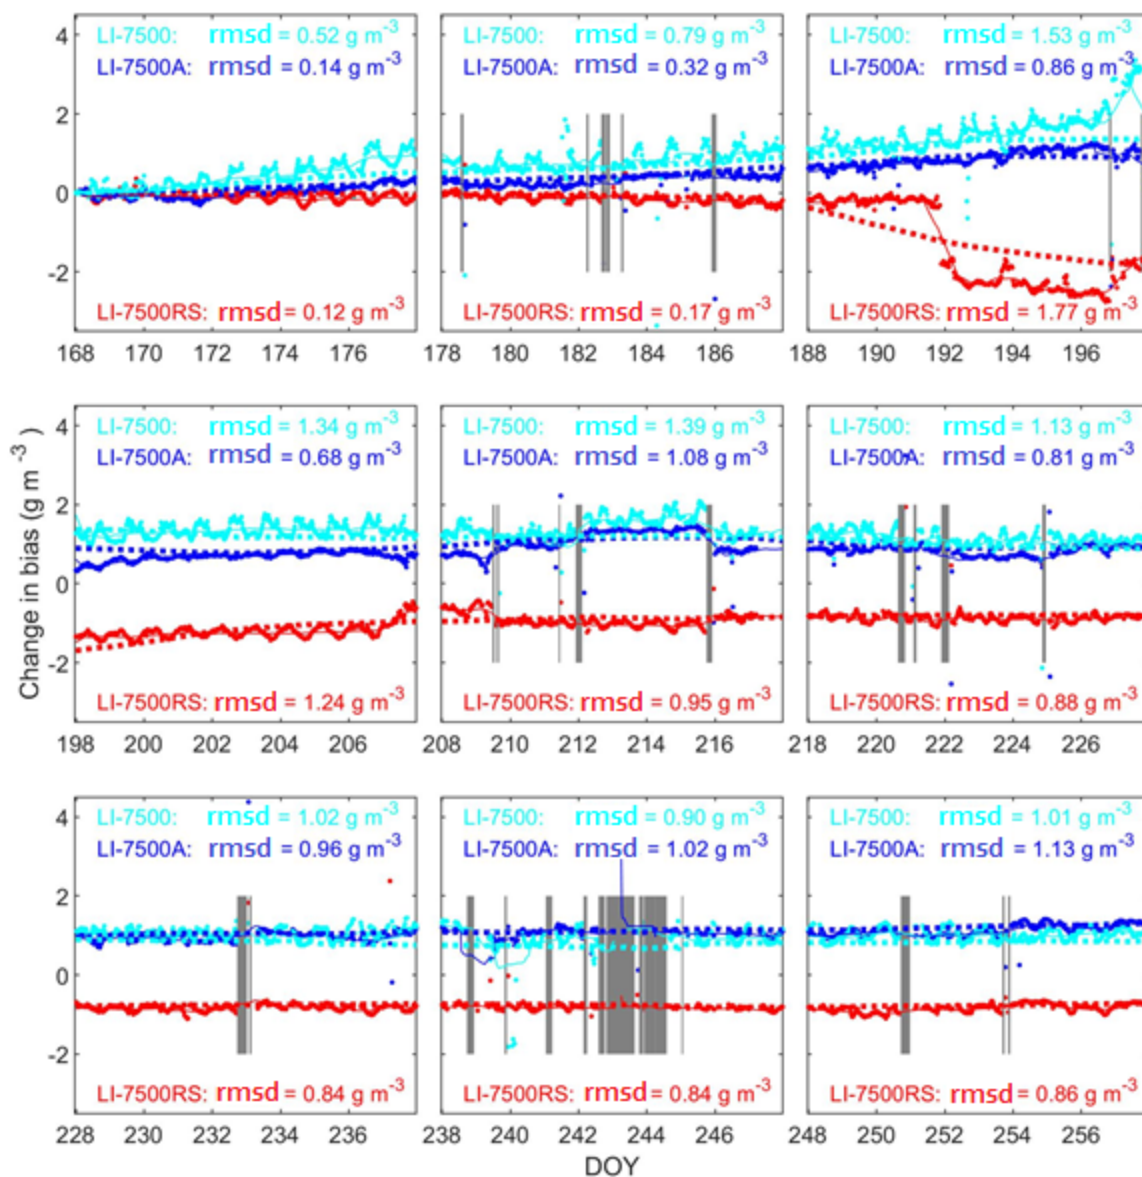 4
2
0
-2
LI-7500: rmsd = 0.52 g m-3
LI-7500A: rmsd = 0.14 g m-3
LI-7500RS: rmsd = 0.12 g m-3
168 170 172 174 176
LI-7500: rmsd = 0.79 g m-3
LI-7500A: rmsd = 0.32 g m-3
LI-7500RS: rmsd = 0.17 g m-3
178 180 182 184 186
LI-7500: rmsd = 1.53 g m-3
LI-7500A: rmsd = 0.86 g m-3
LI-7500RS: rmsd = 1.77 g m-3
188 190 192 194 196
Change in bias (g m -3 )
4
2
0
-2
LI-7500: rmsd = 1.34 g m-3
LI-7500A: rmsd = 0.68 g m-3
LI-7500RS: rmsd = 1.24 g m-3
198 200 202 204 206
LI-7500: rmsd = 1.39 g m-3
LI-7500A: rmsd = 1.08 g m-3
LI-7500RS: rmsd = 0.95 g m-3
208 210 212 214 216
LI-7500: rmsd = 1.13 g m-3
LI-7500A: rmsd = 0.81 g m-3
LI-7500RS: rmsd = 0.88 g m-3
218 220 222 224 226
4
2
0
-2
LI-7500: rmsd = 1.02 g m-3
LI-7500A: rmsd = 0.96 g m-3
LI-7500RS: rmsd = 0.84 g m-3
228 230 232 234 236
LI-7500: rmsd = 0.90 g m-3
LI-7500A: rmsd = 1.02 g m-3
LI-7500RS: rmsd = 0.84 g m-3
238 240 242 244 246
LI-7500: rmsd = 1.01 g m-3
LI-7500A: rmsd = 1.13 g m-3
LI-7500RS: rmsd = 0.86 g m-3
248 250 252 254 256
DOY